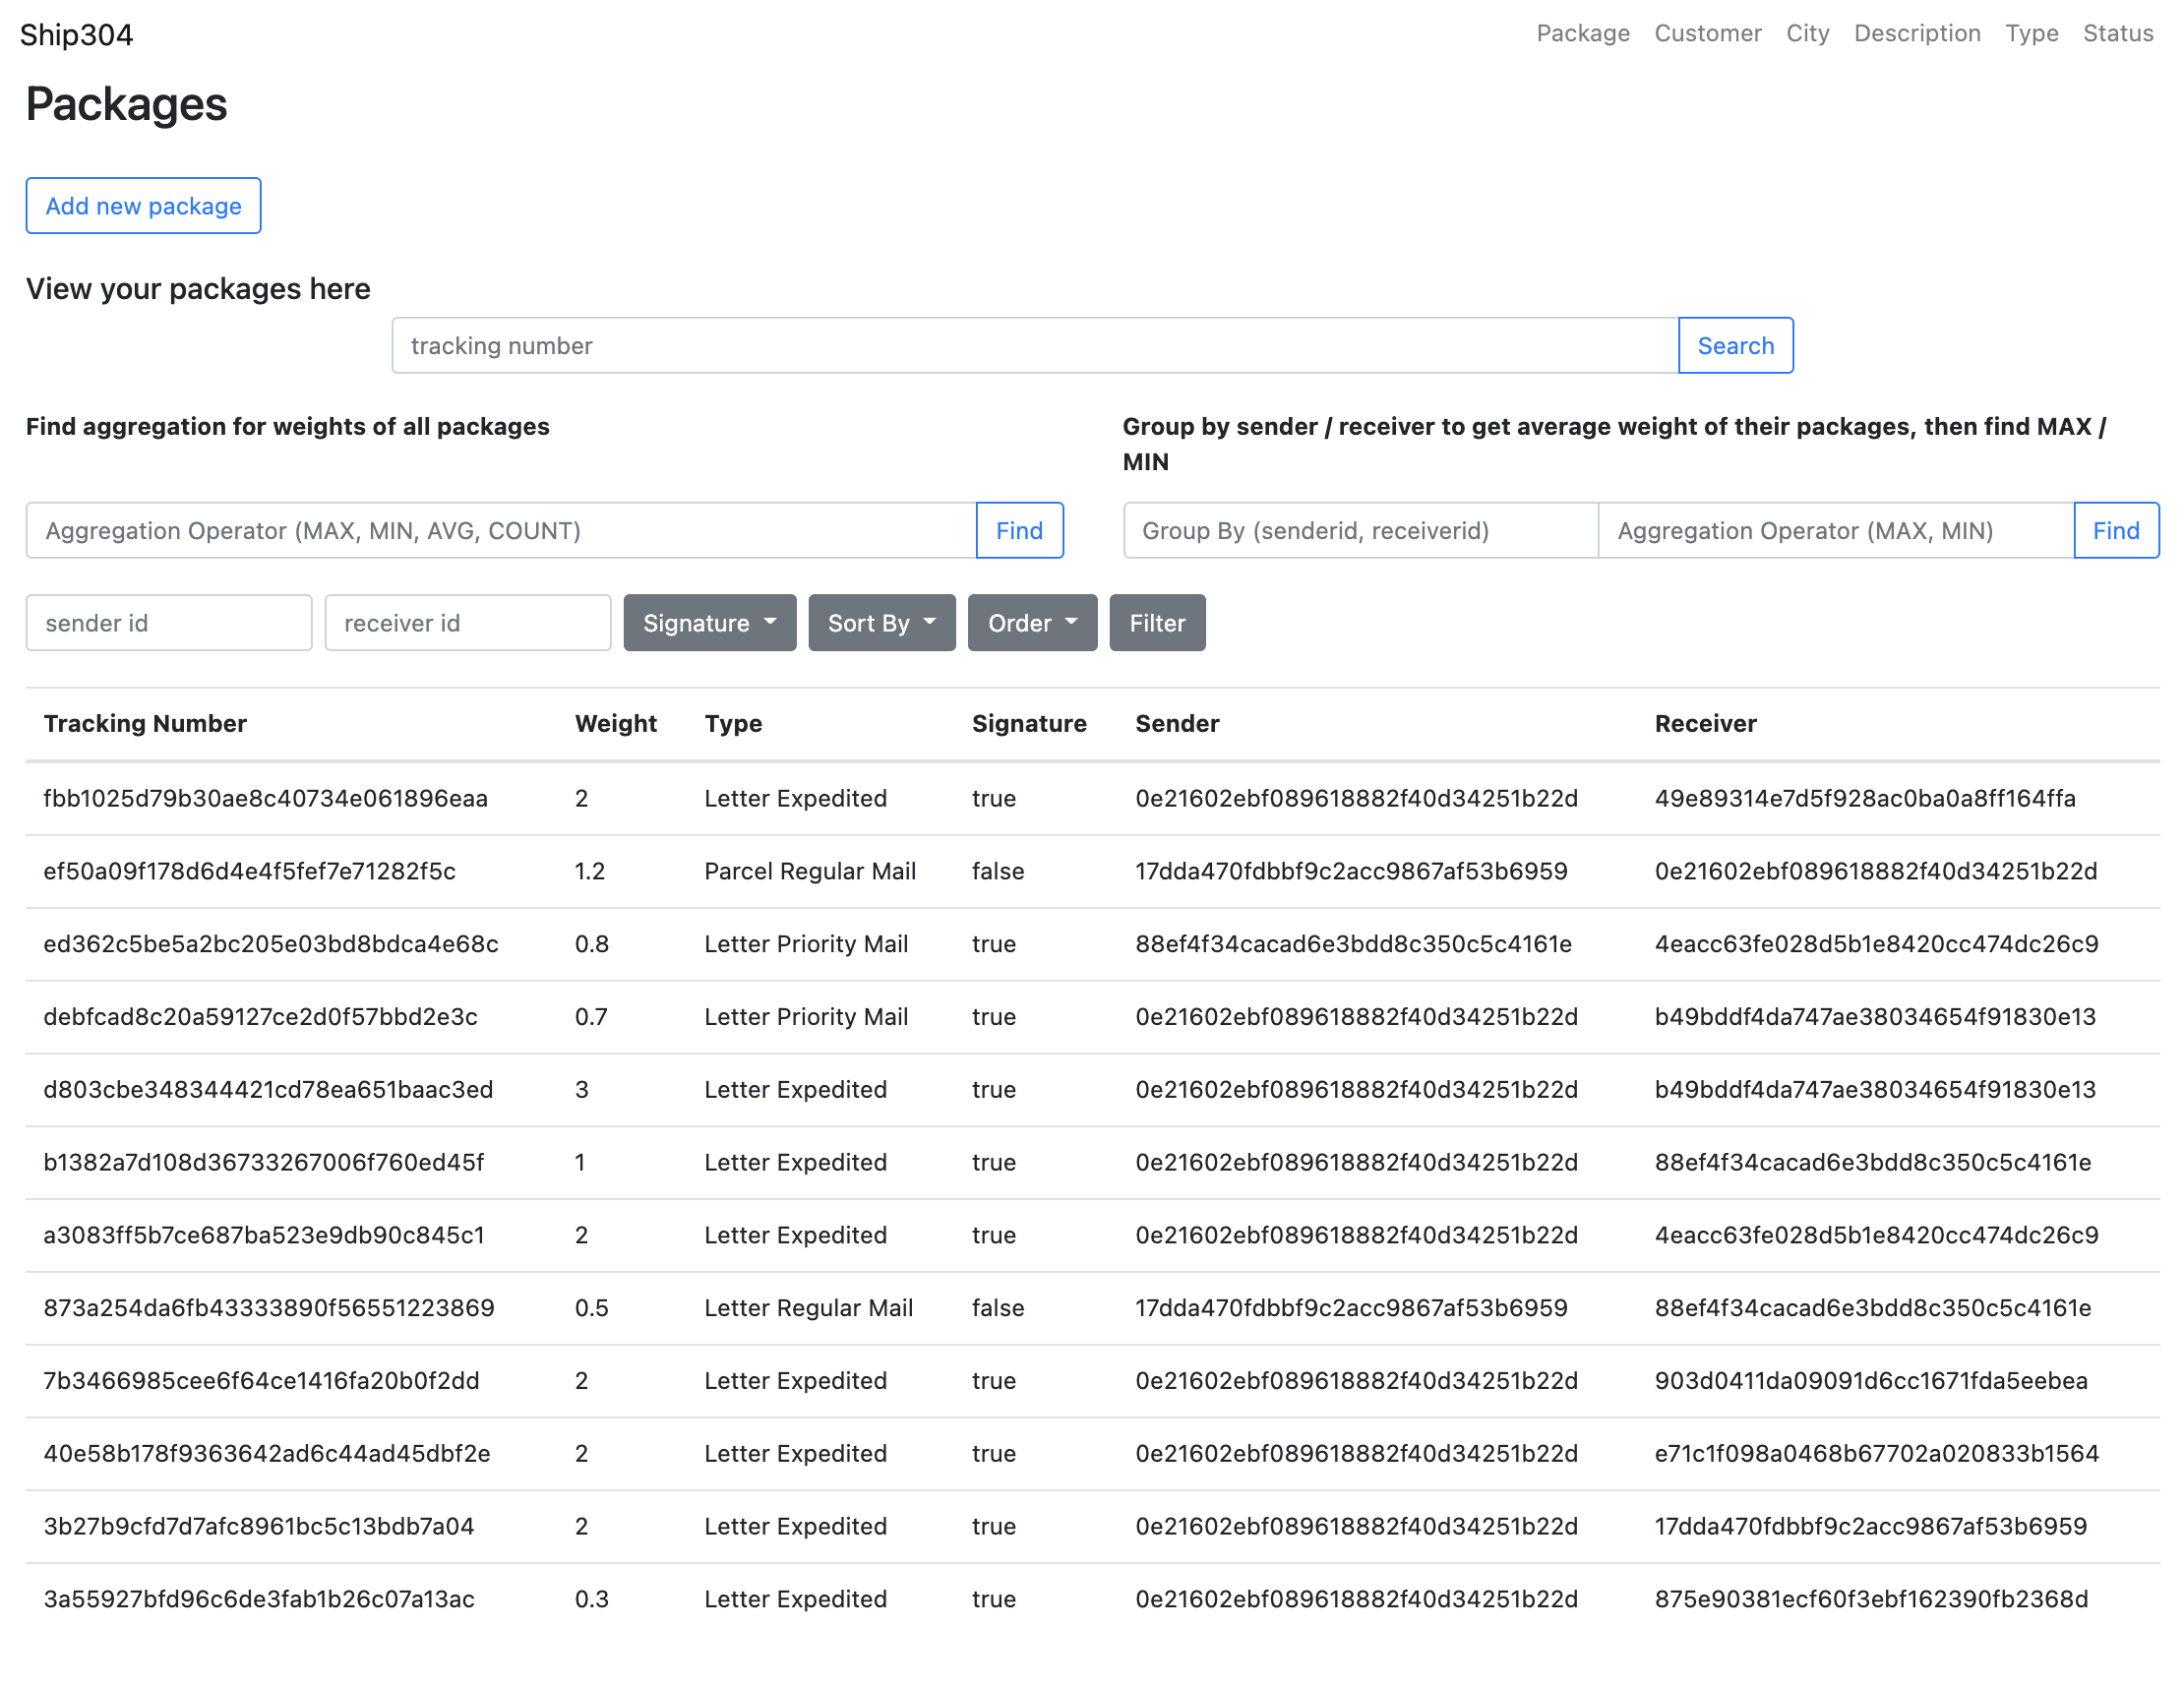 Ship304 Package Customer City Description Type Status
Packages
Add new package
View your packages here
tracking number Search
Find aggregation for weights of all packages
Group by sender / receiver to get average weight of their packages, then find MAX /
MIN
Aggregation Operator (MAX, MIN, AVG, COUNT) Find
Group By (senderid, receiverid) Aggregation Operator (MAX, MIN) Find
sender id receiver id Signature Sort By Order Filter
Tracking Number Weight Type Signature Sender Receiver
fbb1025d79b30ae8c40734e061896eaa 2 Letter Expedited true 0e21602ebf089618882f40d34251b22d 49e89314e7d5f928ac0ba0a8ff164ffa
ef50a09f178d6d4e4f5fef7e71282f5c 1.2 Parcel Regular Mail false 17dda470fdbbf9c2acc9867af53b6959 0e21602ebf089618882f40d34251b22d
ed362c5be5a2bc205e03bd8bdca4e68c 0.8 Letter Priority Mail true 88ef4f34cacad6e3bdd8c350c5c4161e 4eacc63fe028d5b1e8420cc474dc26c9
debfcad8c20a59127ce2d0f57bbd2e3c 0.7 Letter Priority Mail true 0e21602ebf089618882f40d34251b22d b49bddf4da747ae38034654f91830e13
d803cbe348344421cd78ea651baac3ed 3 Letter Expedited true 0e21602ebf089618882f40d34251b22d b49bddf4da747ae38034654f91830e13
b1382a7d108d36733267006f760ed45f 1 Letter Expedited true 0e21602ebf089618882f40d34251b22d 88ef4f34cacad6e3bdd8c350c5c4161e
a3083ff5b7ce687ba523e9db90c845c1 2 Letter Expedited true 0e21602ebf089618882f40d34251b22d 4eacc63fe028d5b1e8420cc474dc26c9
873a254da6fb43333890f56551223869 0.5 Letter Regular Mail false 17dda470fdbbf9c2acc9867af53b6959 88ef4f34cacad6e3bdd8c350c5c4161e
7b3466985cee6f64ce1416fa20b0f2dd 2 Letter Expedited true 0e21602ebf089618882f40d34251b22d 903d0411da09091d6cc1671fda5eebea
40e58b178f9363642ad6c44ad45dbf2e 2 Letter Expedited true 0e21602ebf089618882f40d34251b22d e71c1f098a0468b67702a020833b1564
3b27b9cfd7d7afc8961bc5c13bdb7a04 2 Letter Expedited true 0e21602ebf089618882f40d34251b22d 17dda470fdbbf9c2acc9867af53b6959
3a55927bfd96c6de3fab1b26c07a13ac 0.3 Letter Expedited true 0e21602ebf089618882f40d34251b22d 875e90381ecf60f3ebf162390fb2368d